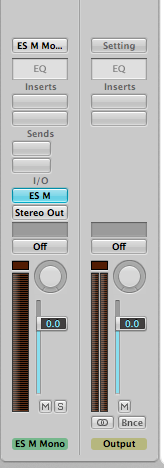 ES M Mo... Setting
EQ EQ
Inserts Inserts
Sends
I/O
ES M
Stereo Out
Off Off
0.0 0.0
M S M
Bnce
ES M Mono Output